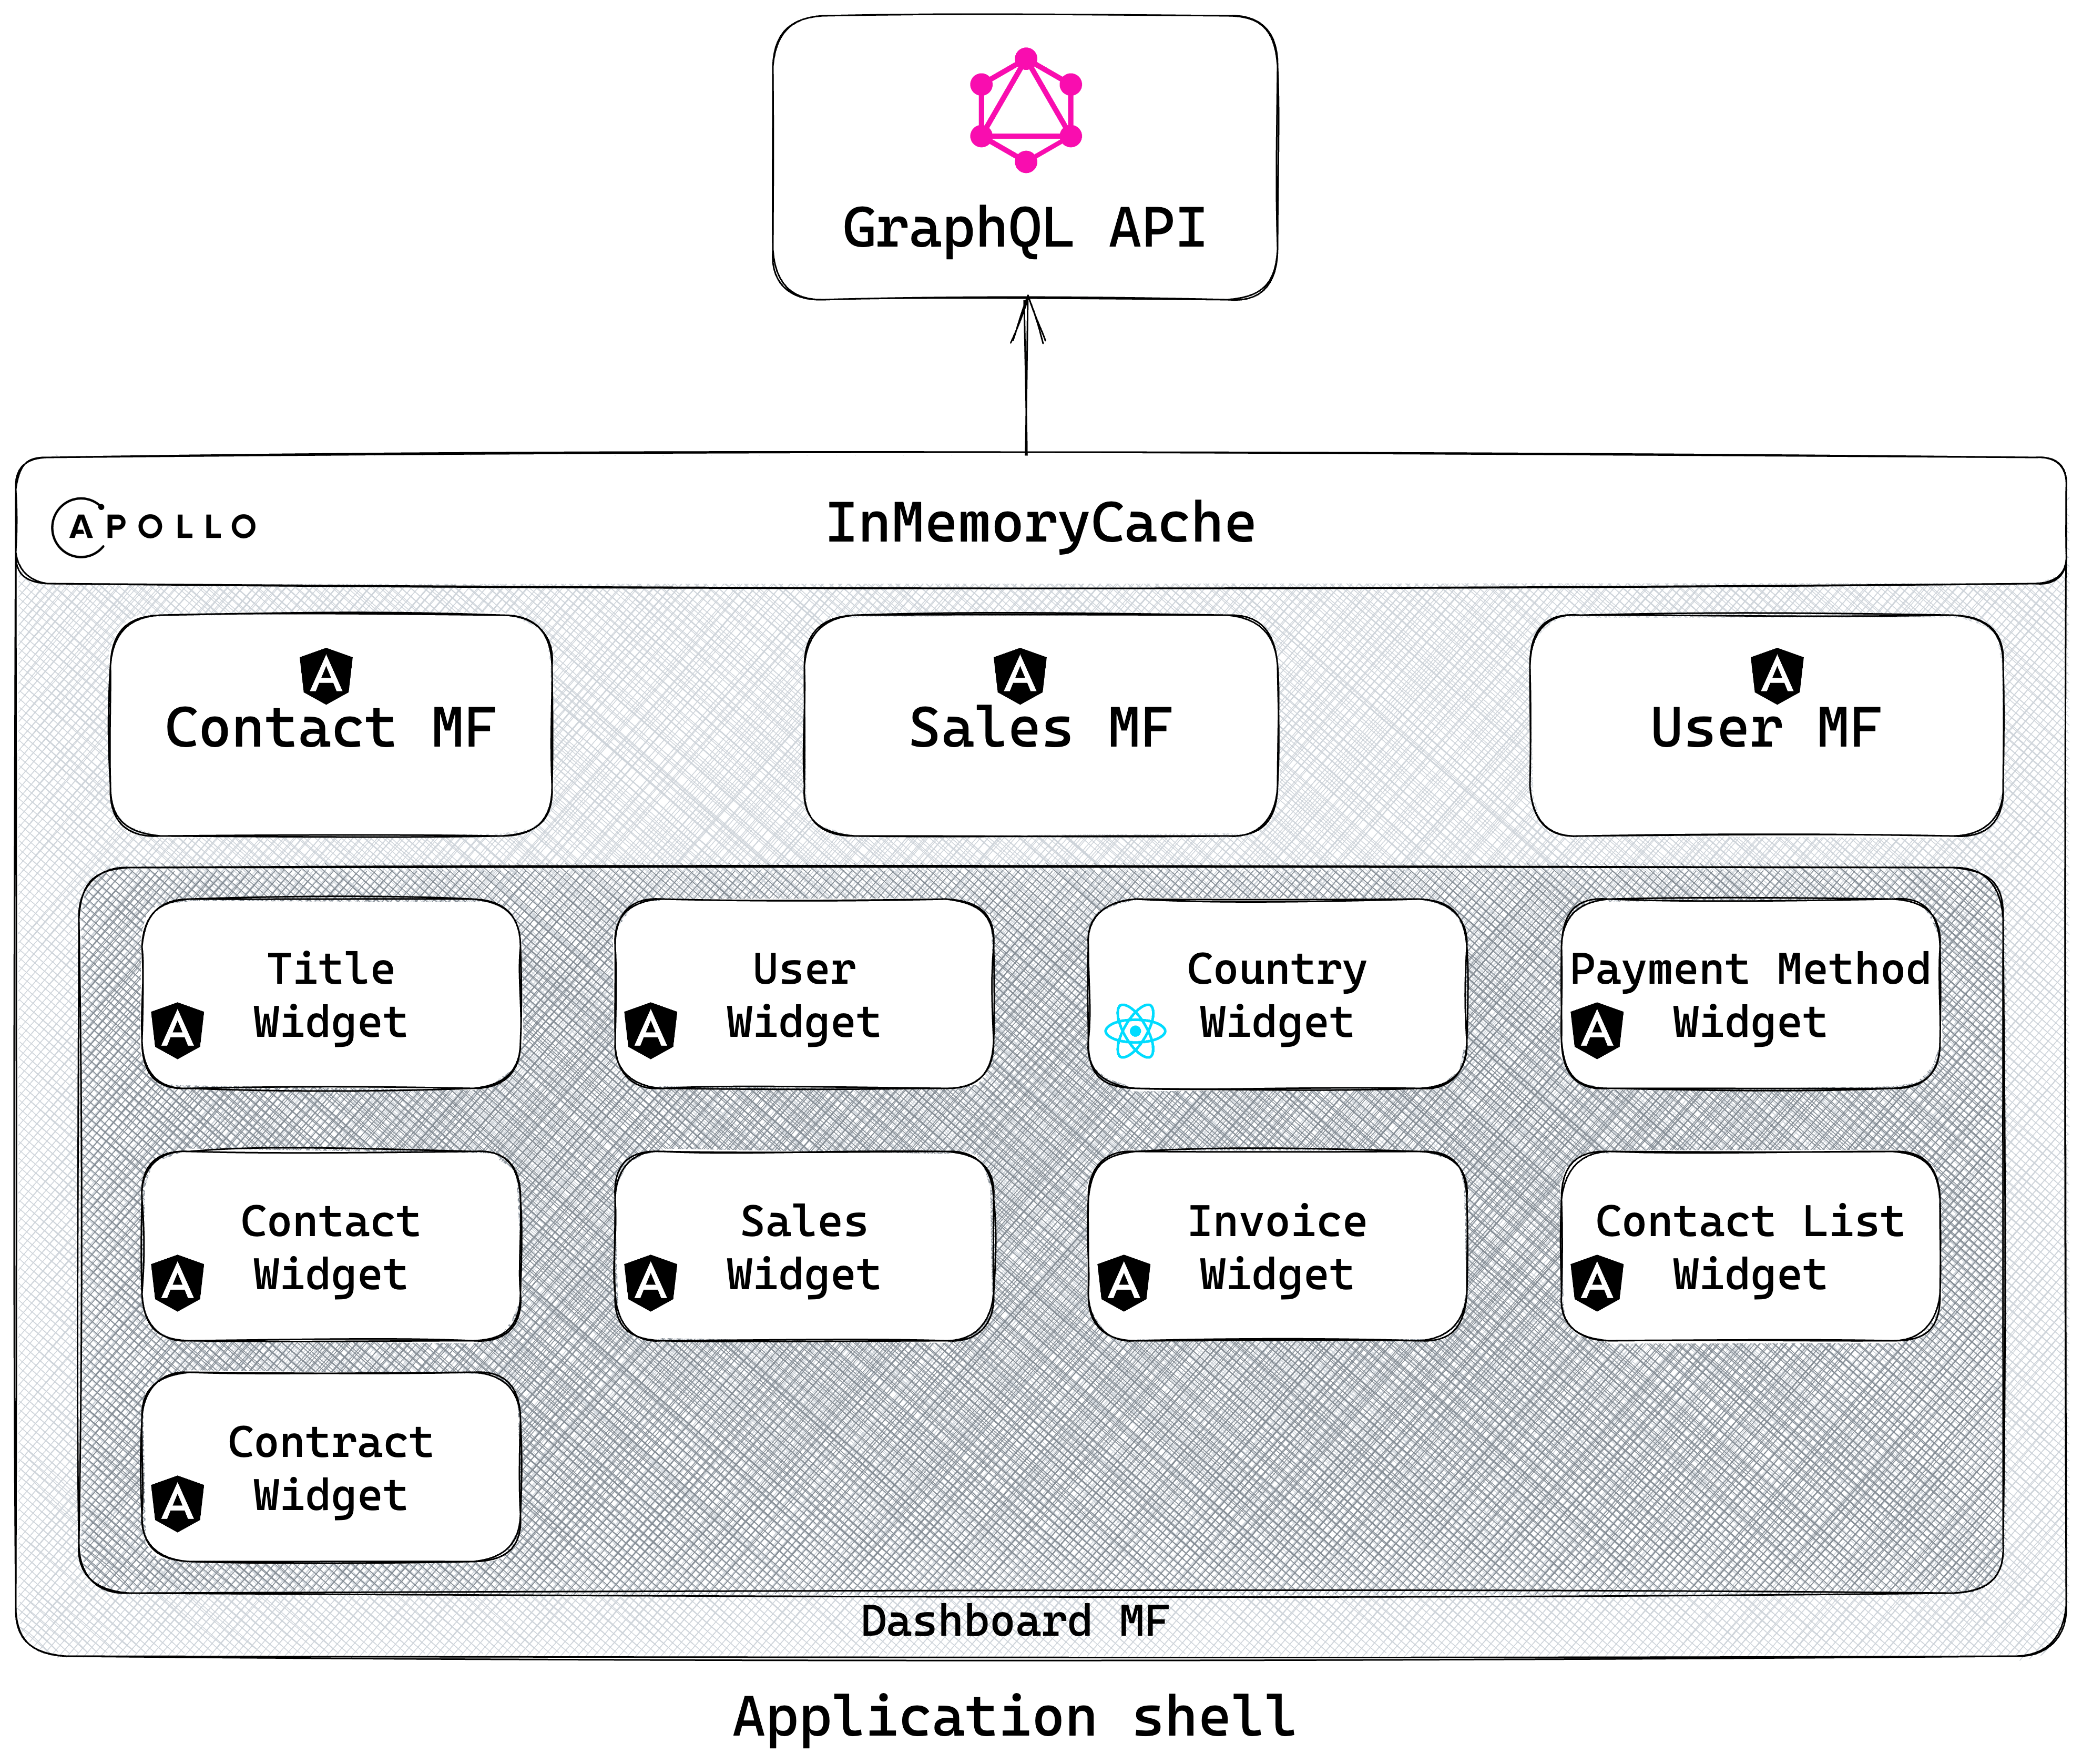 GraphQL API
APOLLO
InMemoryCache
Contact MF
Sales MF
User MF
Title
Widget
User
Widget
Country
Widget
Payment Method
Widget
Contact
Widget
Sales
Widget
Invoice
Widget
Contact List
Widget
Contract
Widget
Dashboard MF
Application shell